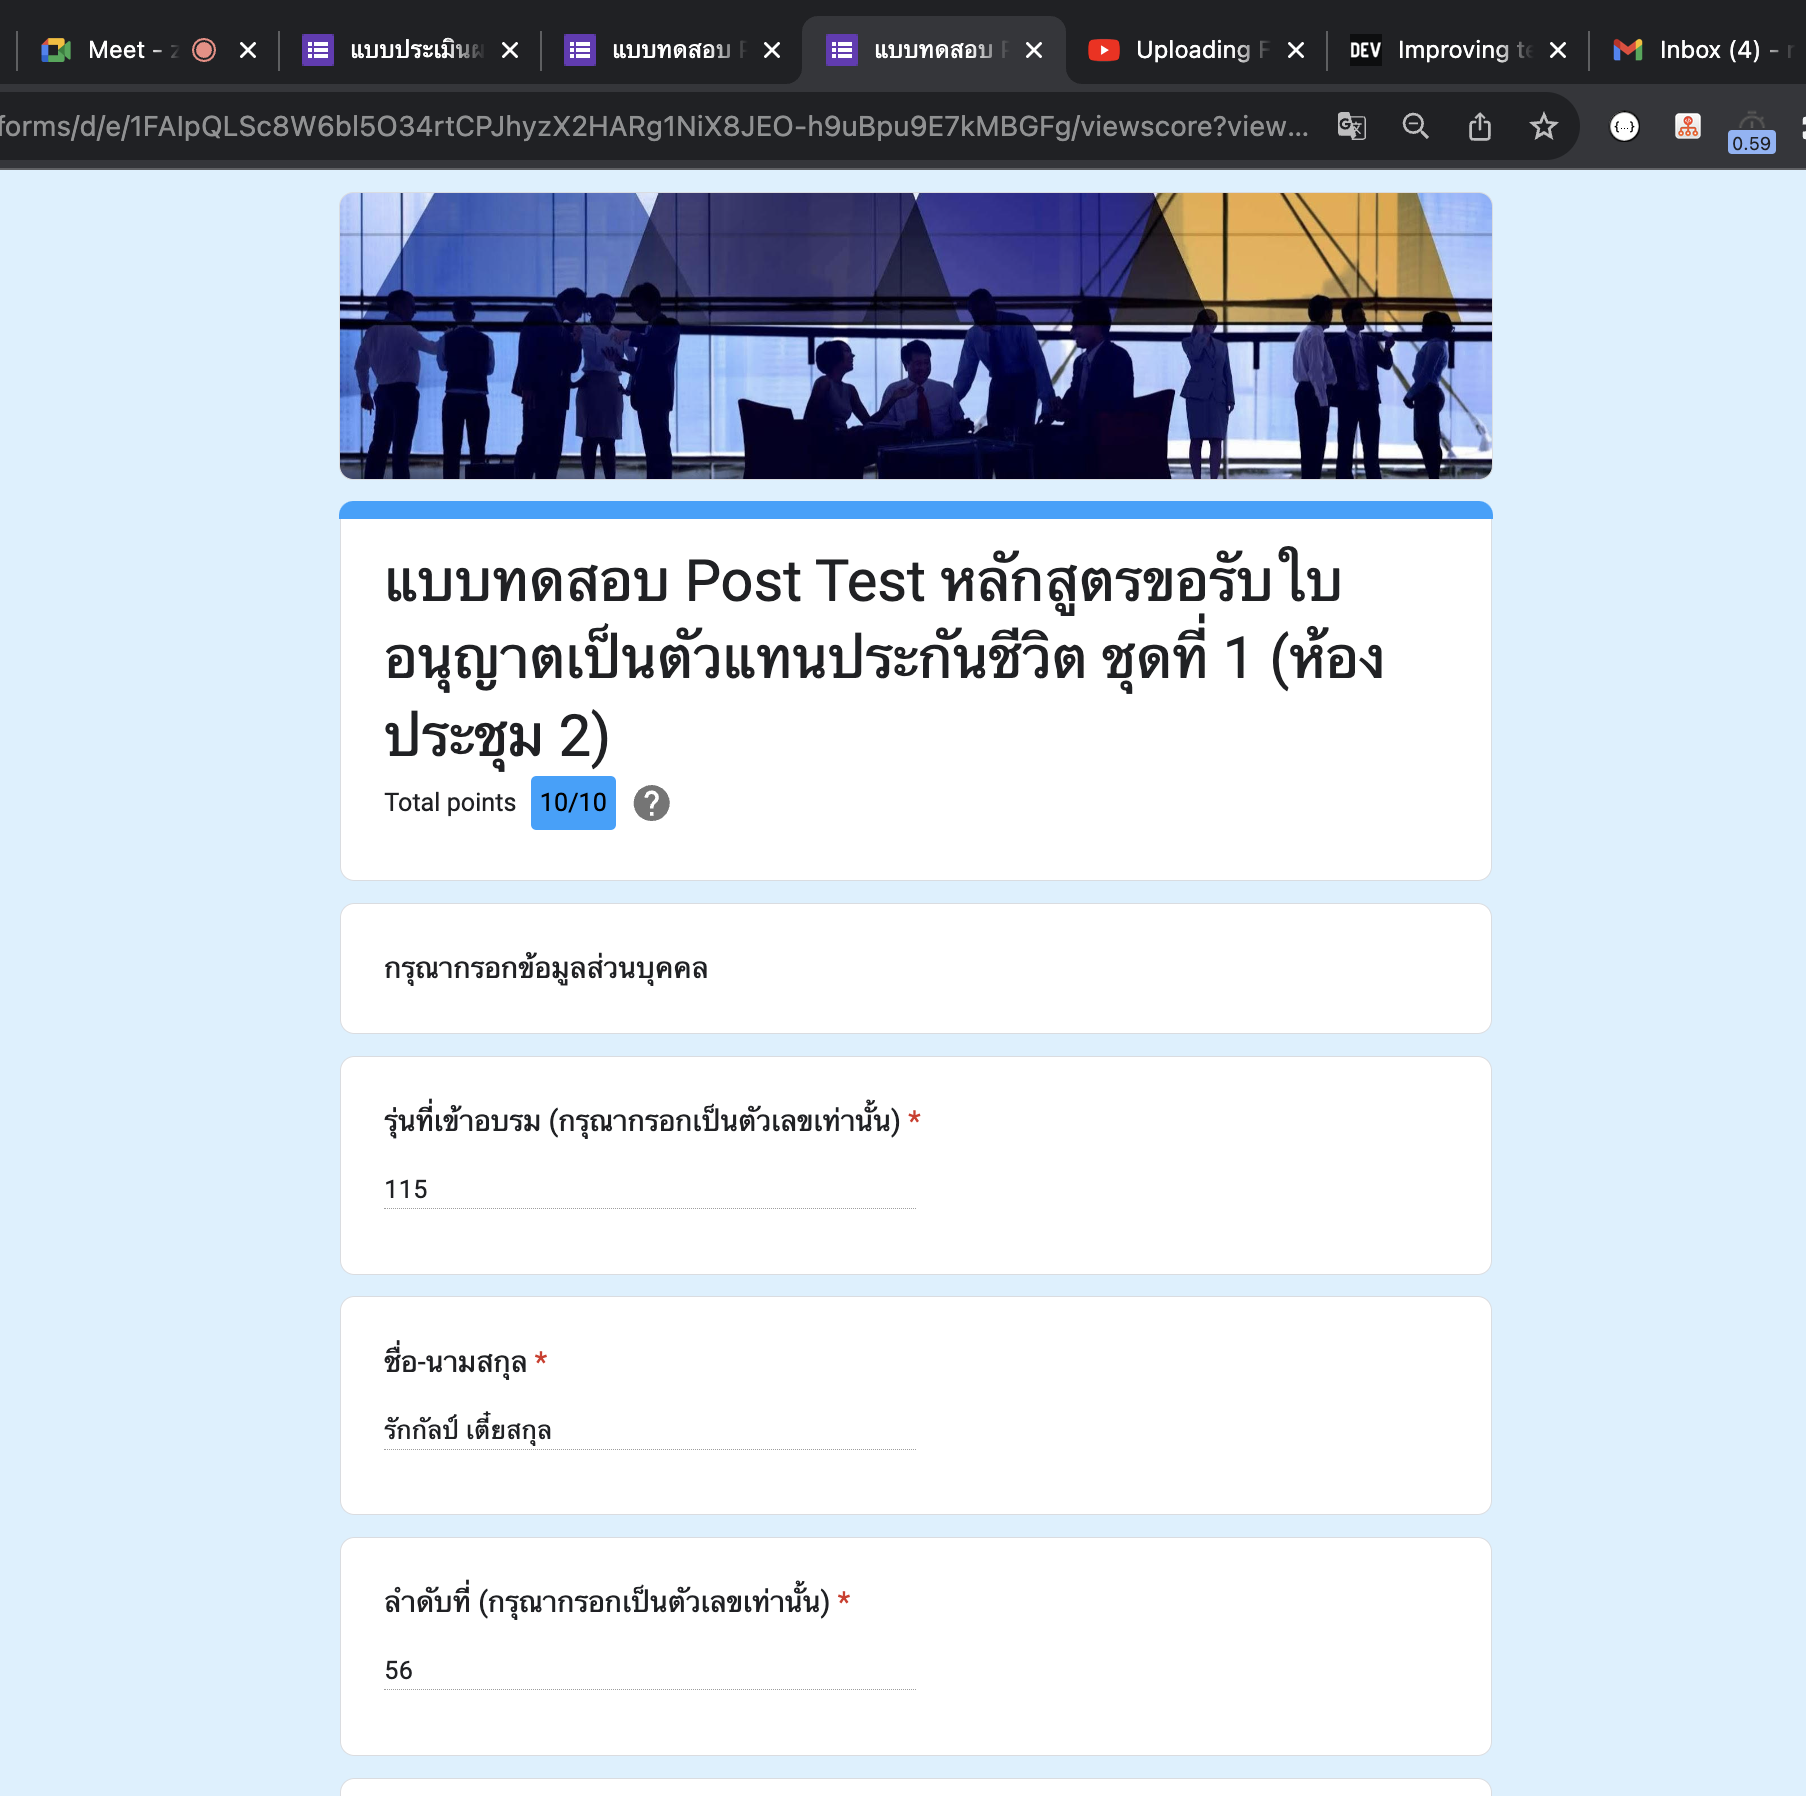 Meet -
แบบประเมินผ
แบบทดสอบ
แบบทดสอบ
Uploading
DEV Improving te
Inbox (4) -
forms/d/e/1FAIpQLSc8W6bl5O34rtCPJhyzX2HARg1NiX8JEO-h9uBpu9E7kMBGFg/viewscore?view...
{...}
0.59
แบบทดสอบ Post Test หลักสูตรขอรับใบ
อนุญาตเป็นตัวแทนประกันชีวิต ชุดที่ 1 (ห้อง
ประชุม 2)
Total points 10/10 ?
กรุณากรอกข้อมูลส่วนบุคคล
รุ่นที่เข้าอบรม (กรุณากรอกเป็นตัวเลขเท่านั้น) *
115
ชื่อ-นามสกุล *
รักกัลป์ เตี๋ยสกุล
ลำดับที่ (กรุณากรอกเป็นตัวเลขเท่านั้น) *
56